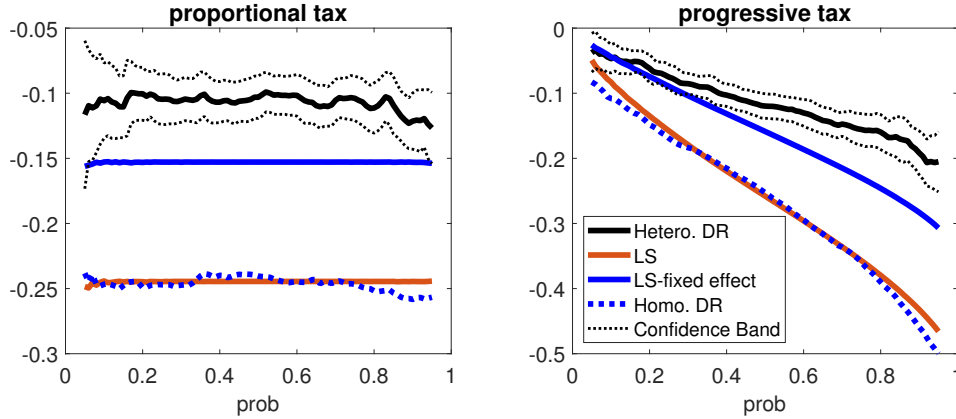 proportional tax
-0.05
-0.1
-0.15
-0.2
-0.25
-0.3
0 0.2 0.4 0.6 0.8 1
prob
progressive tax
0
-0.1
-0.2
-0.3
-0.4
-0.5
Hetero. DR
LS
LS-fixed effect
Homo. DR
Confidence Band
0 0.2 0.4 0.6 0.8 1
prob